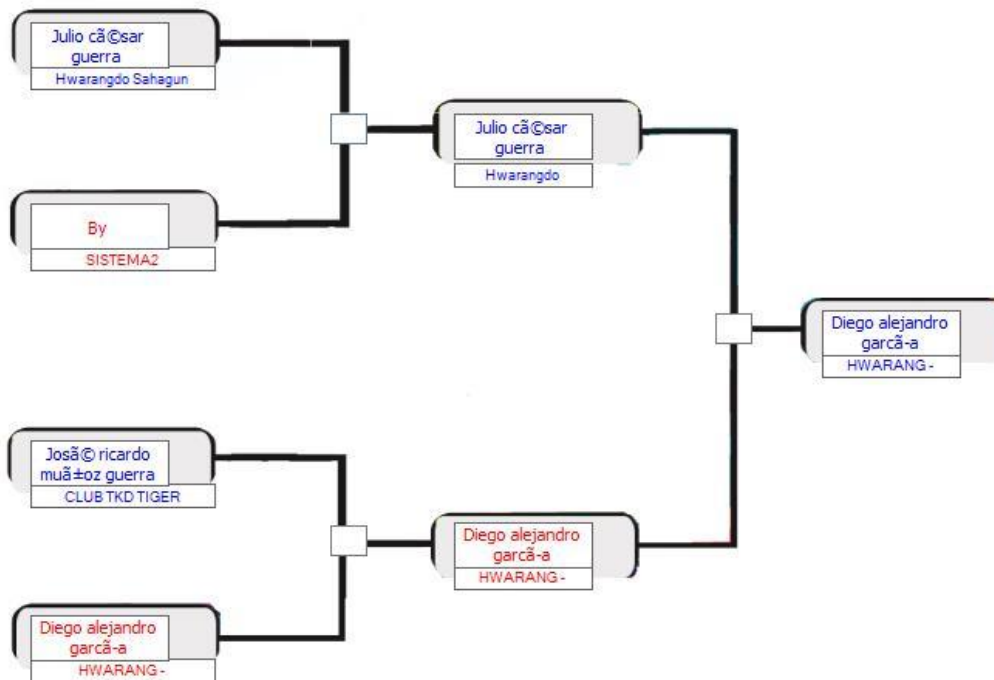 Julio cã©sar
guerra
Hwarangdo Sahagun
By
SISTEMA2
Josã© ricardo
muã±oz guerra
CLUB TKD TIGER
Diego alejandro
garcã-a
HWARANG -
Julio cã©sar
guerra
Hwarangdo
Diego alejandro
garcã-a
HWARANG -
Diego alejandro
garcã-a
HWARANG -